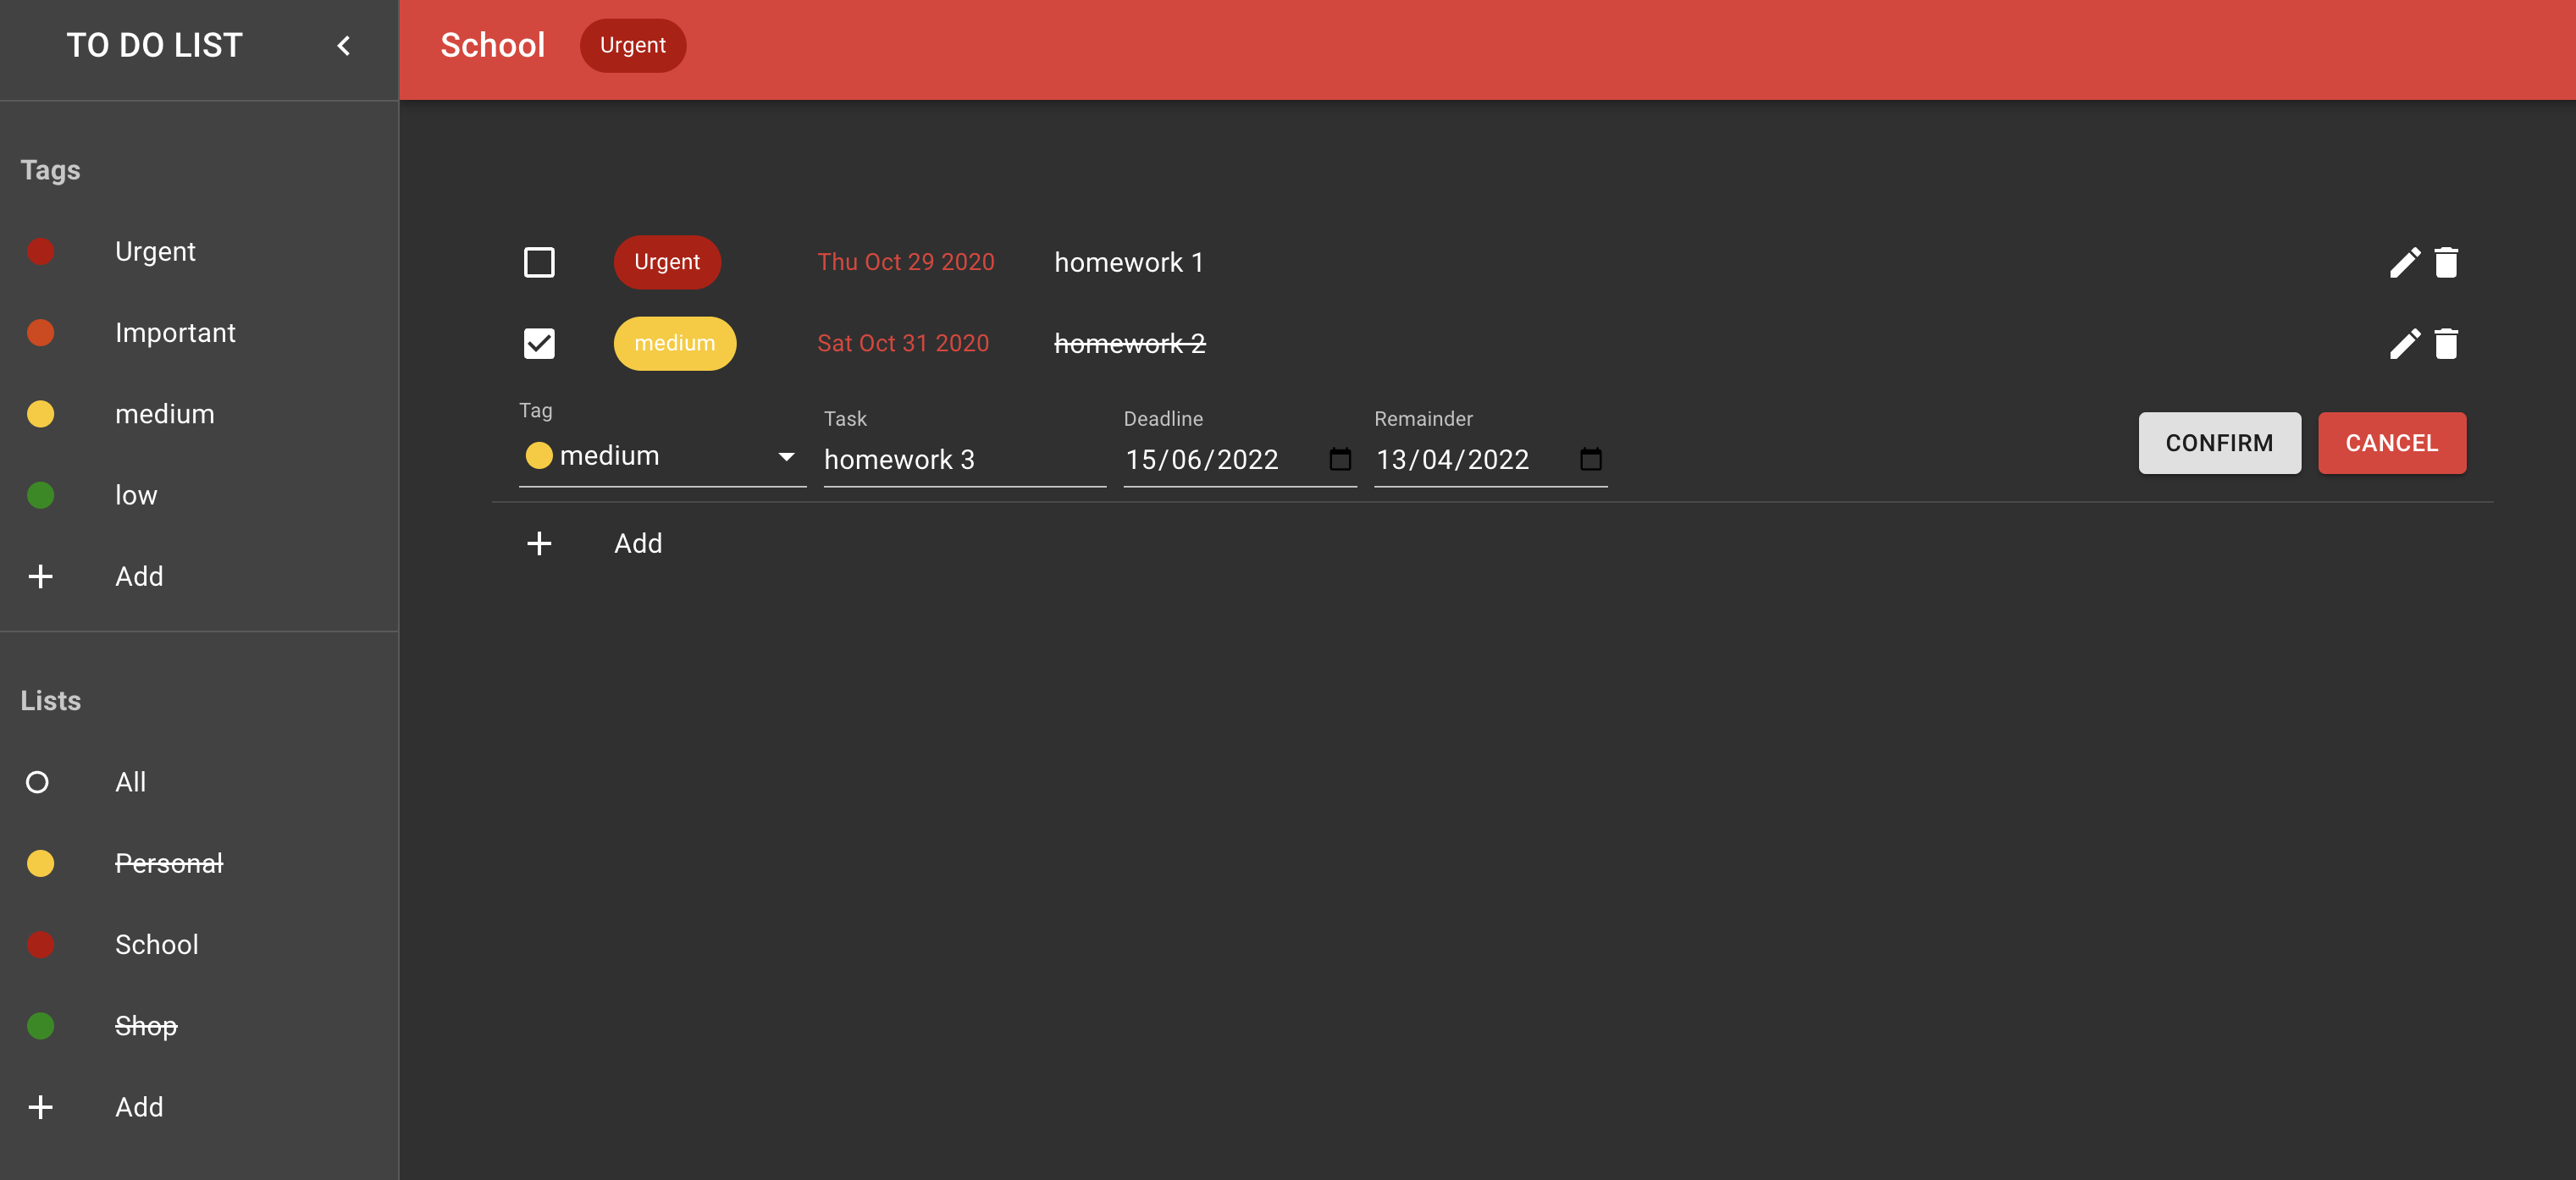 TO DO LIST
School
Urgent
Tags
Urgent
Important
medium
low
Add
Lists
All
Personal
School
Shop
Add
Urgent
Thu Oct 29 2020
homework 1
medium
Sat Oct 31 2020
homework 2
Tag
medium
Task
homework 3
Deadline
15/06/2022
Remainder
13/04/2022
CONFIRM
CANCEL
Add